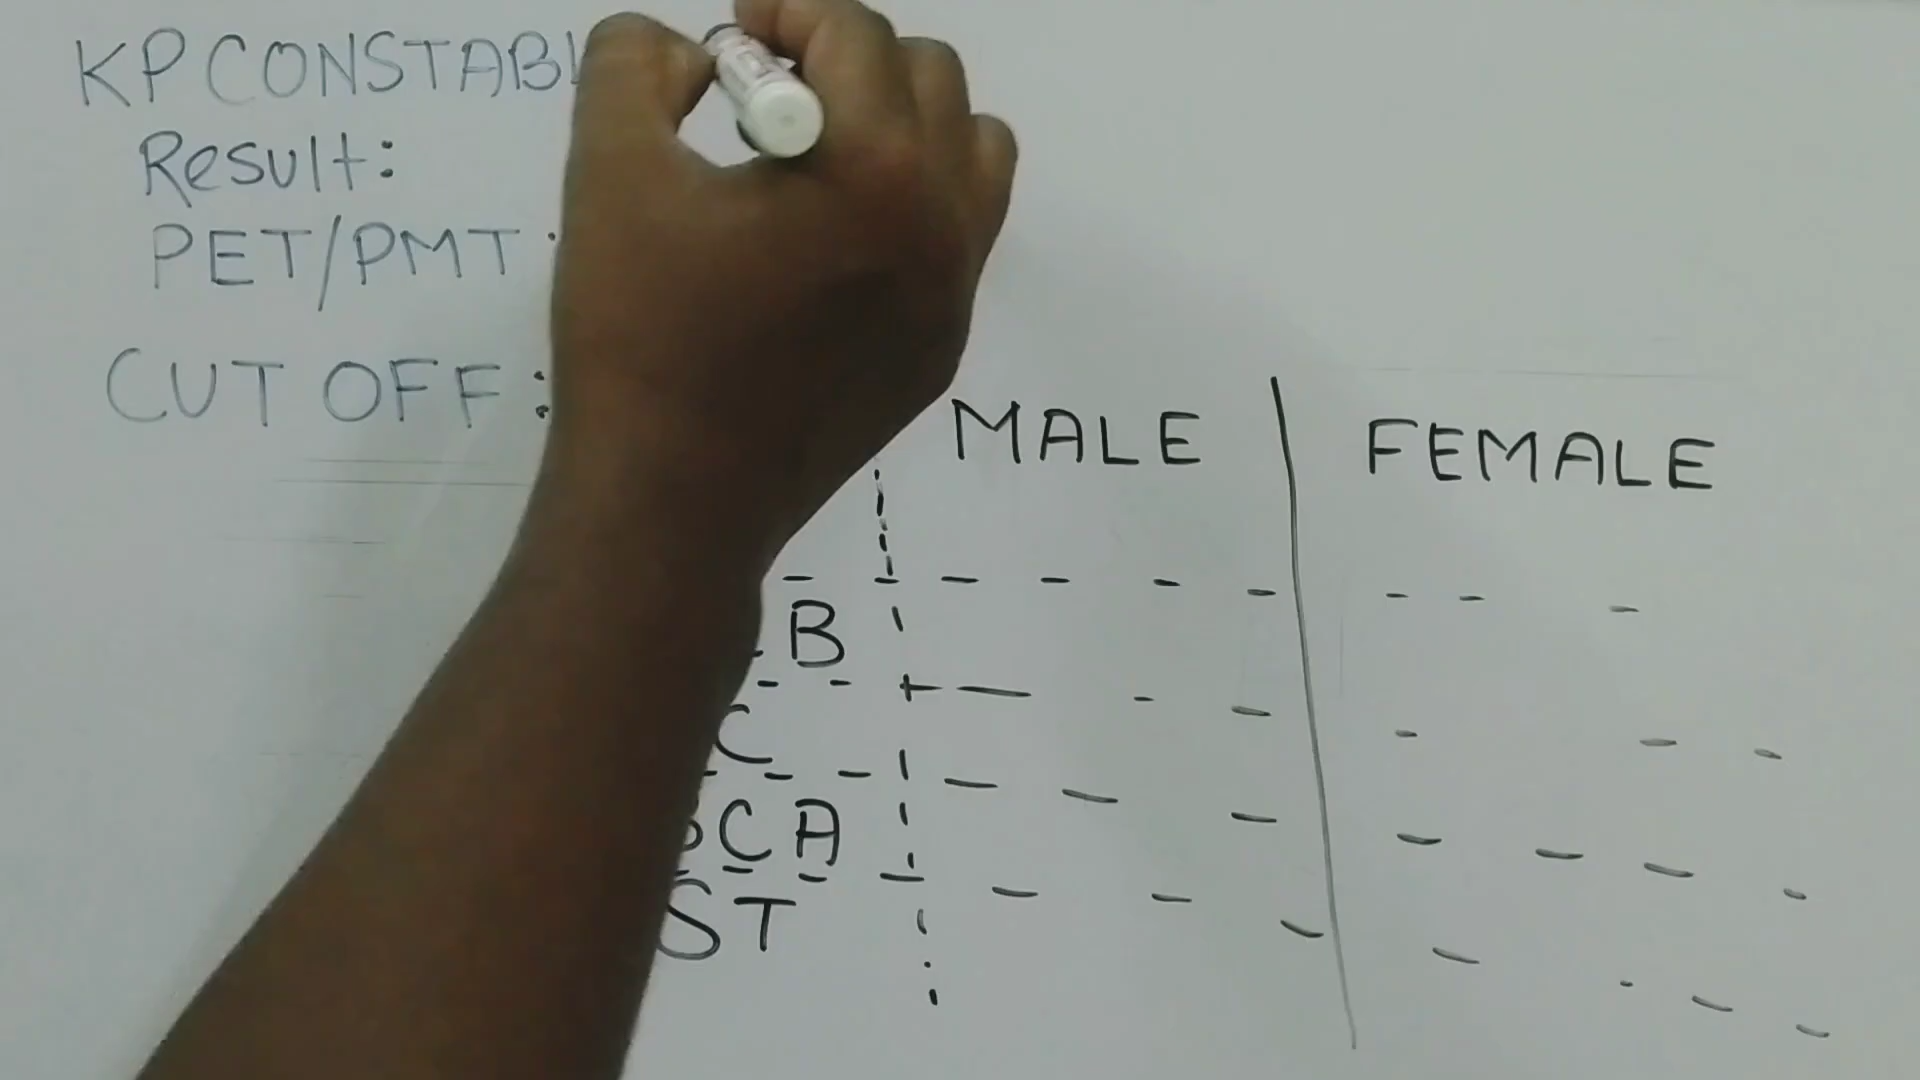 KP CONSTABL
Result:
PET/PMT :
CUT OFF :
MALE FEMALE
B
C
CA
ST